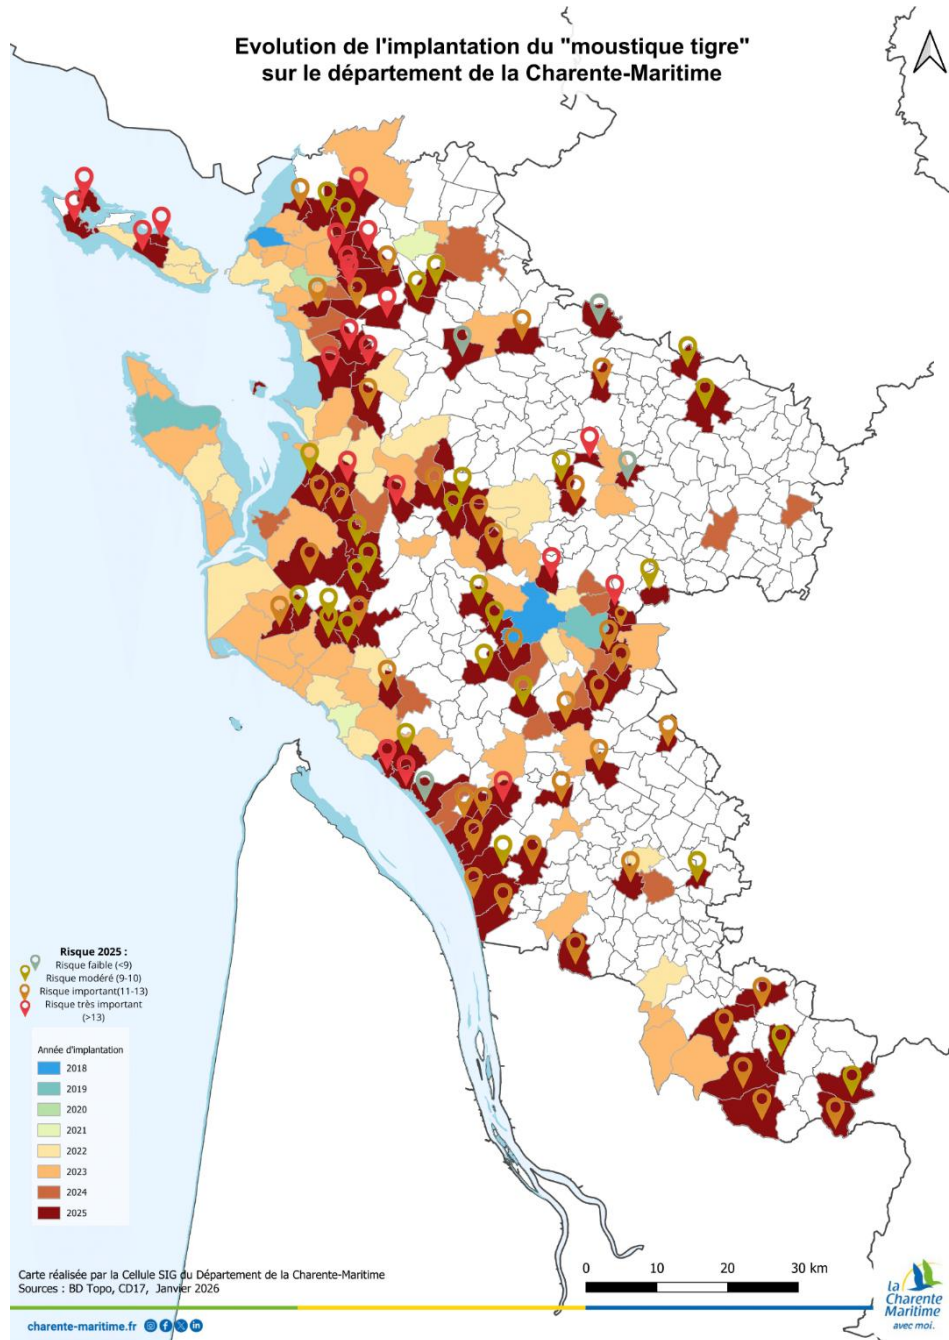 Evolution de l'implantation du "moustique tigre"
sur le département de la Charente-Maritime
Risque 2025 :
Risque faible (<9)
Risque modéré (9-10)
Risque important(11-13)
Risque très important
(>13)
Année d'implantation
2018
2019
2020
2021
2022
2023
2024
2025
Carte réalisée par la Cellule SIG du Département de la Charente-Maritime
Sources : BD Topo, CD17, Janvier 2026
0 10 20 30 km
charente-maritime.fr
la
Charente
Maritime
avec moi.